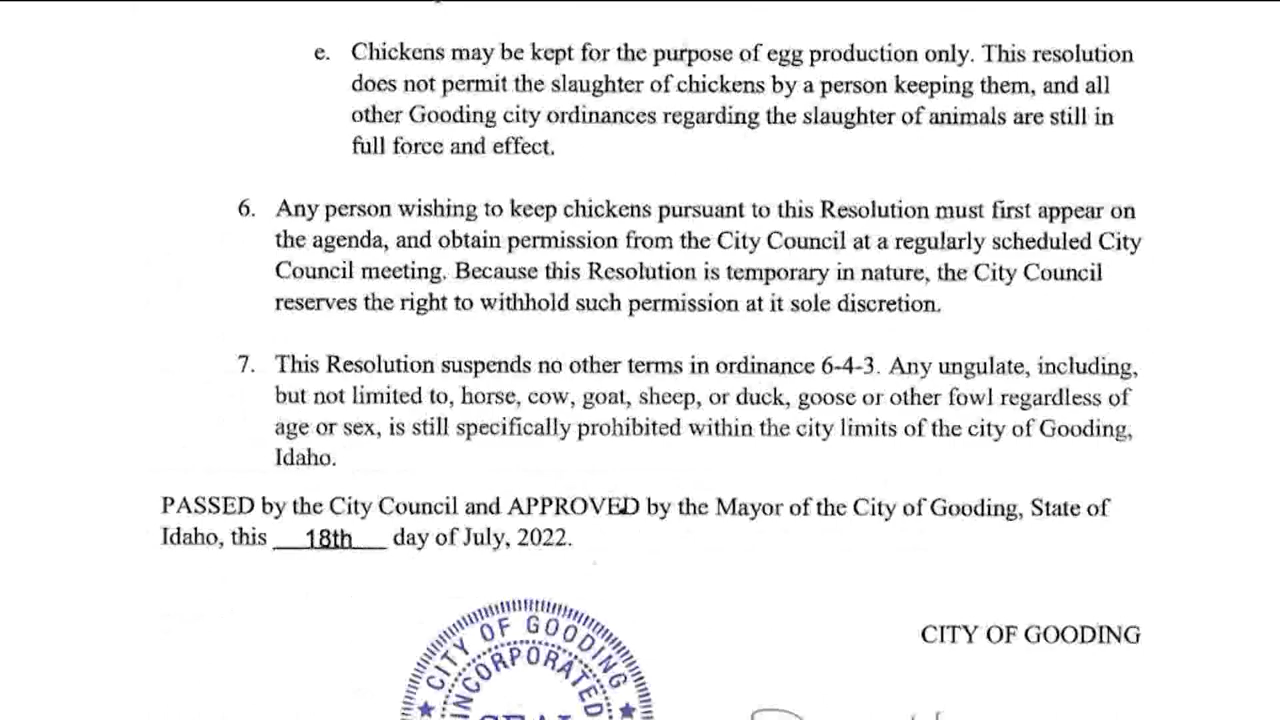 e. Chickens may be kept for the purpose of egg production only. This resolution
does not permit the slaughter of chickens by a person keeping them, and all
other Gooding city ordinances regarding the slaughter of animals are still in
full force and effect.
6. Any person wishing to keep chickens pursuant to this Resolution must first appear on
the agenda, and obtain permission from the City Council at a regularly scheduled City
Council meeting. Because this Resolution is temporary in nature, the City Council
reserves the right to withhold such permission at it sole discretion.
7. This Resolution suspends no other terms in ordinance 6-4-3. Any ungulate, including,
but not limited to, horse, cow, goat, sheep, or duck, goose or other fowl regardless of
age or sex, is still specifically prohibited within the city limits of the city of Gooding,
Idaho.
PASSED by the City Council and APPROVED by the Mayor of the City of Gooding, State of
Idaho, this 18th day of July, 2022.
CITY OF GOODING
INCORPORATED
CITY OF GOODING